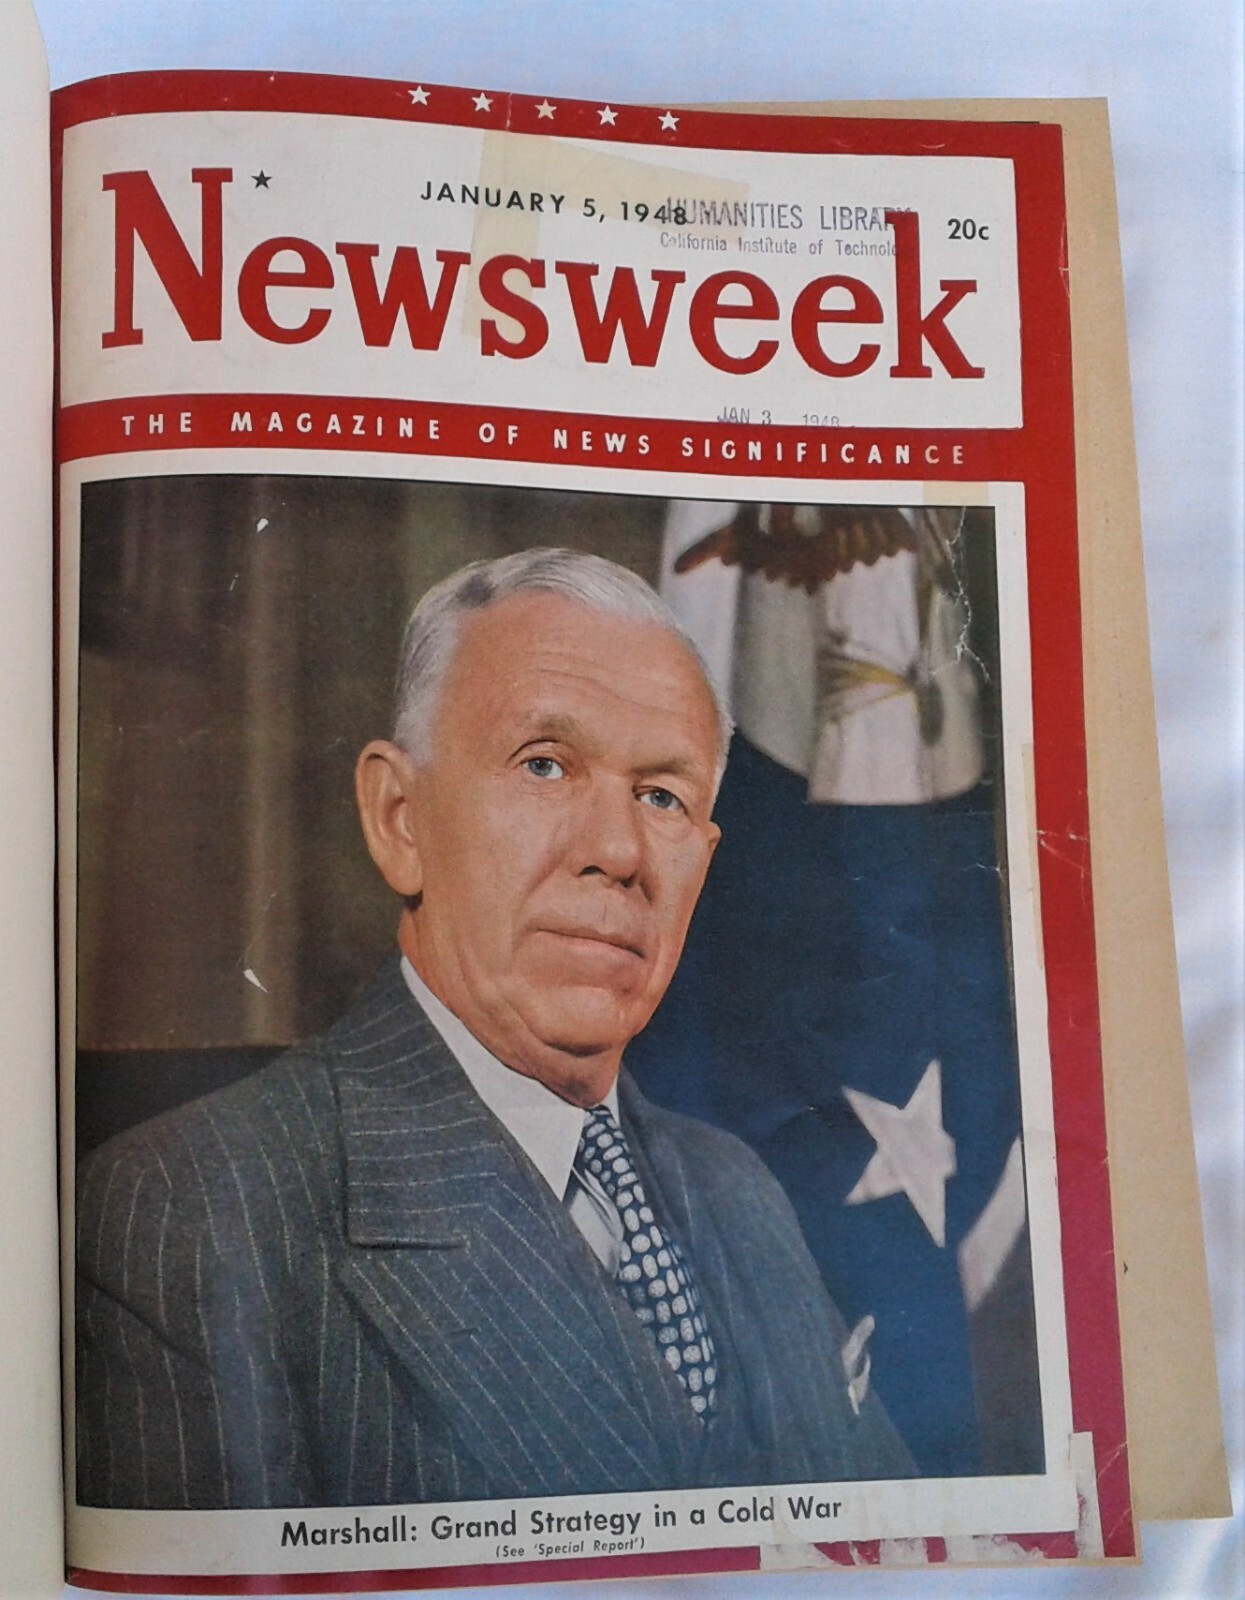 JANUARY 5, 1948
HUMANITIES LIBRARY
20c
California Institute of
Newsweek
JAN 3 1948
THE MAGAZINE OF NEWS SIGNIFICANCE
Marshall: Grand Strategy in a Cold War
(See 'Special Report')